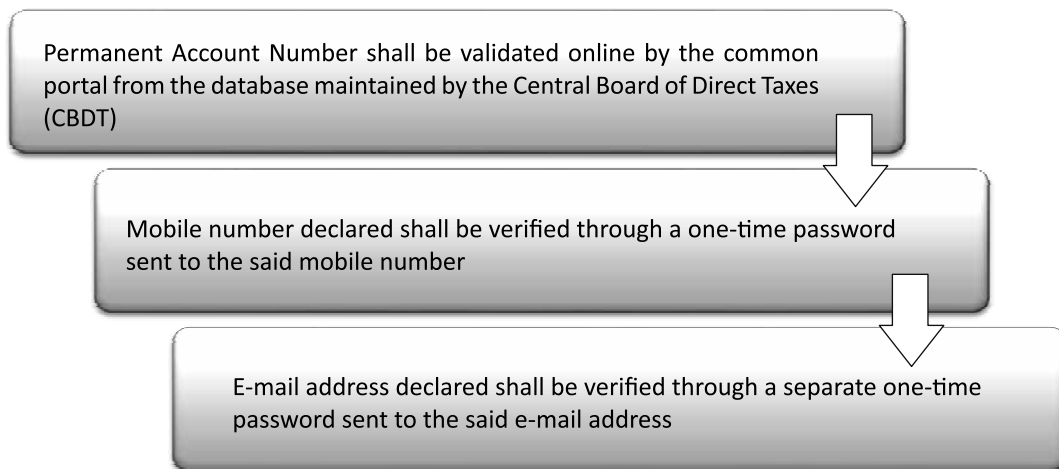 Permanent Account Number shall be validated online by the common
portal from the database maintained by the Central Board of Direct Taxes
(CBDT)
Mobile number declared shall be verified through a one-time password
sent to the said mobile number
E-mail address declared shall be verified through a separate one-time
password sent to the said e-mail address